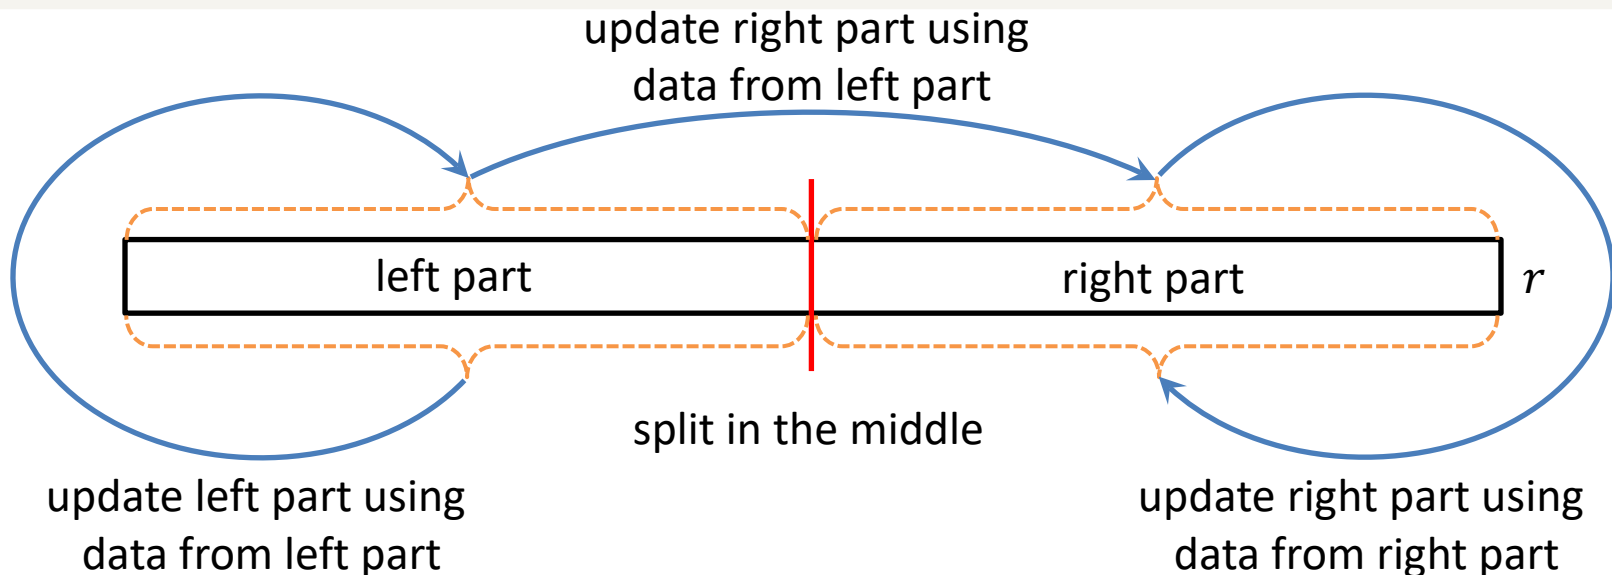 update right part using
data from left part
left part
right part
r
split in the middle
update left part using
data from left part
update right part using
data from right part